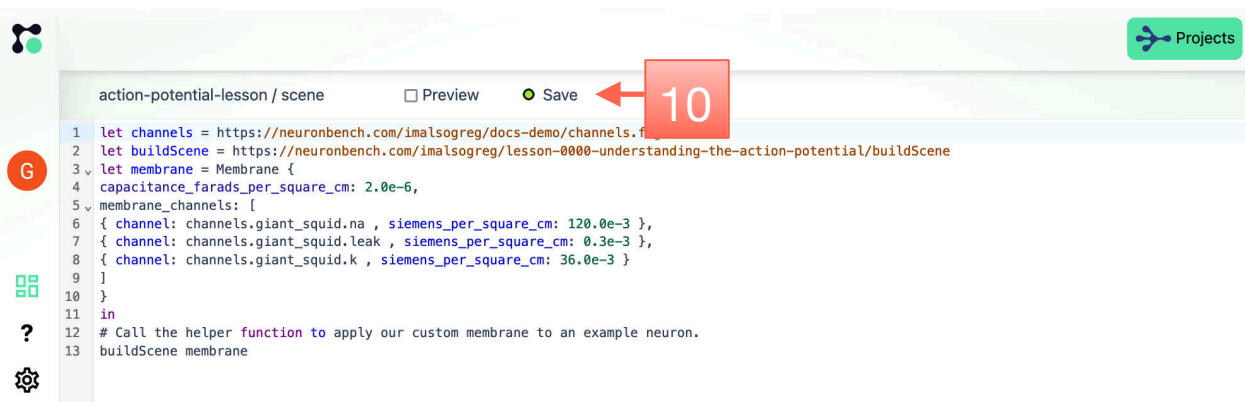 Projects
action-potential-lesson / scene Preview Save 10
1 let channels = https://neuronbench.com/imalsogreg/docs-demo/channels.f
2 let buildScene = https://neuronbench.com/imalsogreg/lesson-0000-understanding-the-action-potential/buildScene
G
3 let membrane = Membrane {
4 capacitance_farads_per_square_cm: 2.0e-6,
5 membrane_channels: [
6 { channel: channels.giant_squid.na , siemens_per_square_cm: 120.0e-3 },
7 { channel: channels.giant_squid.leak , siemens_per_square_cm: 0.3e-3 },
8 { channel: channels.giant_squid.k , siemens_per_square_cm: 36.0e-3 }
9 ]
10 }
11 in
12 # Call the helper function to apply our custom membrane to an example neuron.
13 buildScene membrane
?